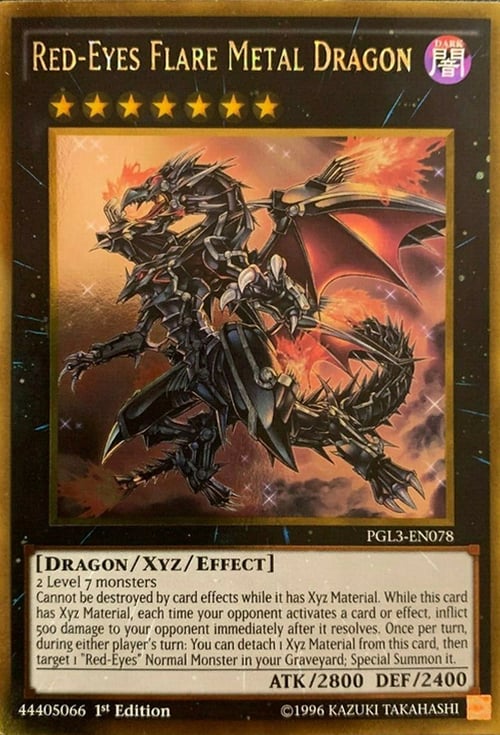 RED-EYES FLARE METAL DRAGON
DARK
闇
PGL3-EN078
[DRAGON/XYZ/EFFECT]
2 Level 7 monsters
Cannot be destroyed by card effects while it has Xyz Material. While this card
has Xyz Material, each time your opponent activates a card or effect, inflict
500 damage to your opponent immediately after it resolves. Once per turn,
during either player's turn: You can detach 1 Xyz Material from this card, then
target 1 "Red-Eyes" Normal Monster in your Graveyard; Special Summon it.
ATK/2800 DEF/2400
44405066 1st Edition ©1996 KAZUKI TAKAHASHI